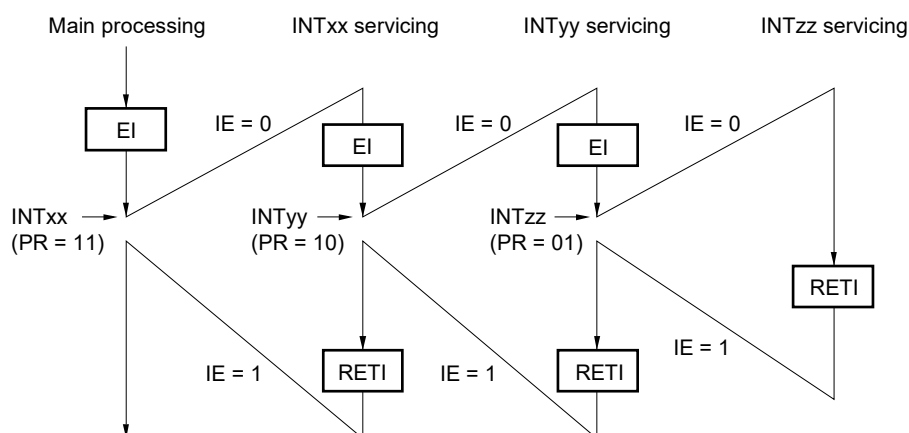 Main processing INTxx servicing INTyy servicing INTzz servicing
IE = 0 IE = 0 IE = 0
EI EI EI
INTxx INTyy INTzz
(PR = 11) (PR = 10) (PR = 01)
RETI
IE = 1 RETI IE = 1 RETI IE = 1